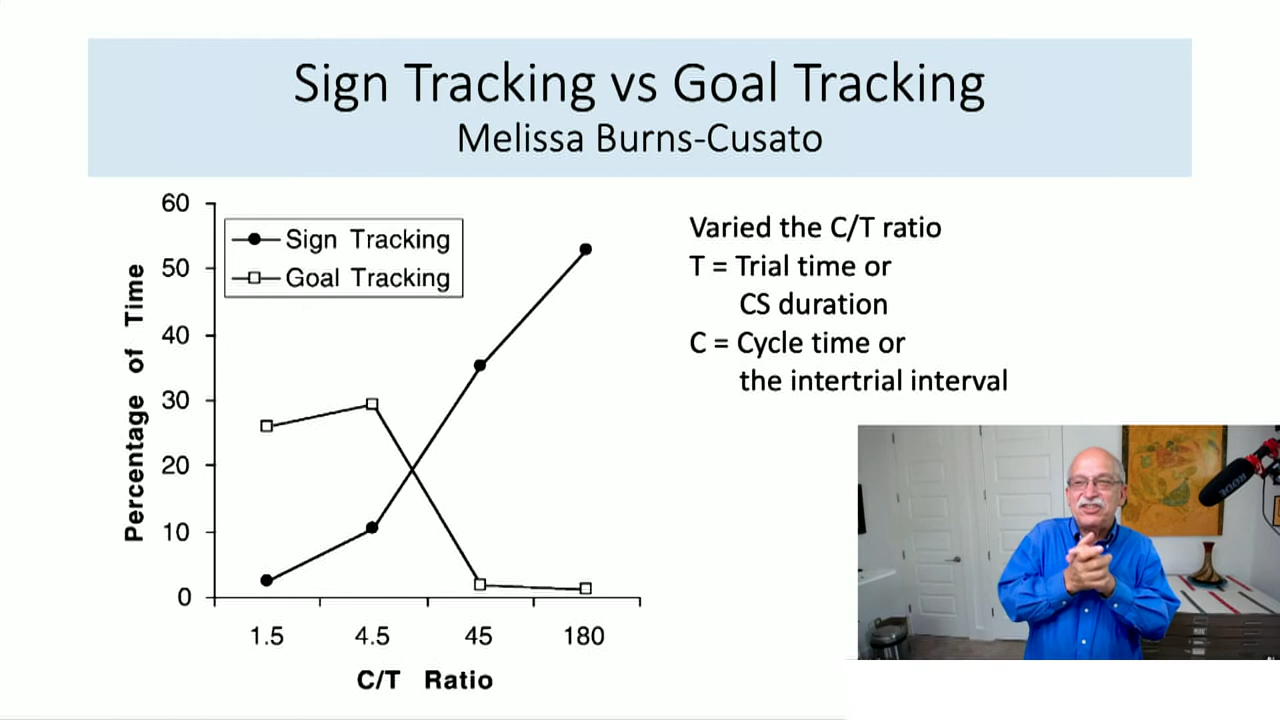 Sign Tracking vs Goal Tracking
Melissa Burns-Cusato
60
50
40
30
20
10
0
Percentage of Time
Sign Tracking
Goal Tracking
1.5 4.5 45 180
C/T Ratio
Varied the C/T ratio
T = Trial time or
CS duration
C = Cycle time or
the intertrial interval
RODE